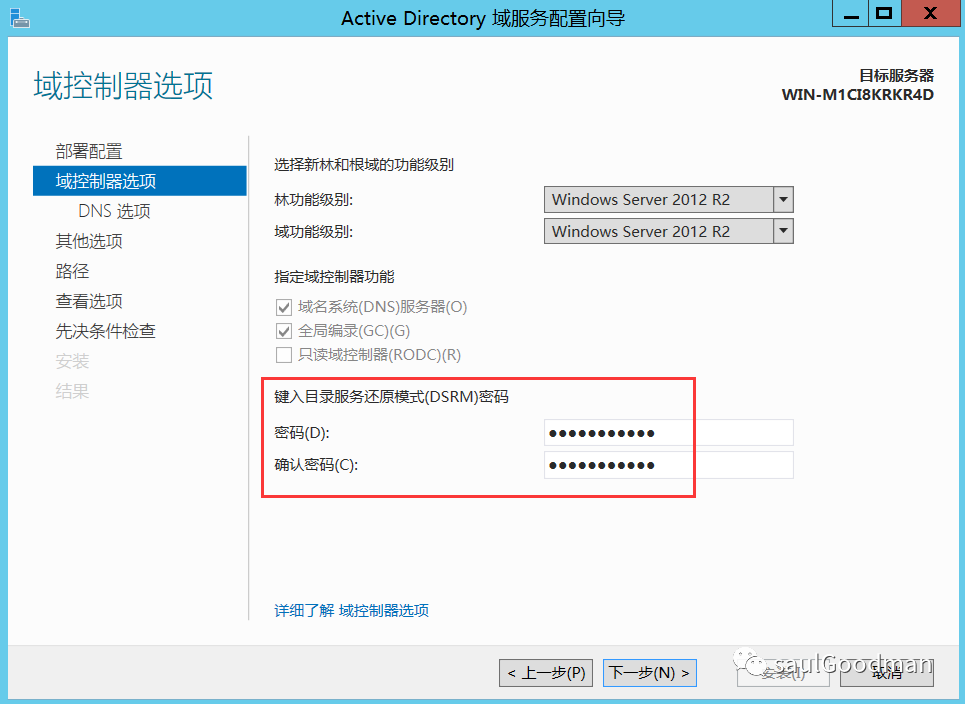 Active Directory 域服务配置向导
域控制器选项
目标服务器
WIN-M1CI8KRKR4D
部署配置
域控制器选项
DNS 选项
其他选项
路径
查看选项
先决条件检查
安装
结果
选择新林和根域的功能级别
林功能级别: Windows Server 2012 R2
域功能级别: Windows Server 2012 R2
指定域控制器功能
域名系统(DNS)服务器(O)
全局编录(GC)(G)
只读域控制器(RODC)(R)
键入目录服务还原模式(DSRM)密码
密码(D): ●●●●●●●●●●●
确认密码(C): ●●●●●●●●●●●
详细了解 域控制器选项
< 上一步(P) 下一步(N) > 安装(I) 取消
saulGoodman